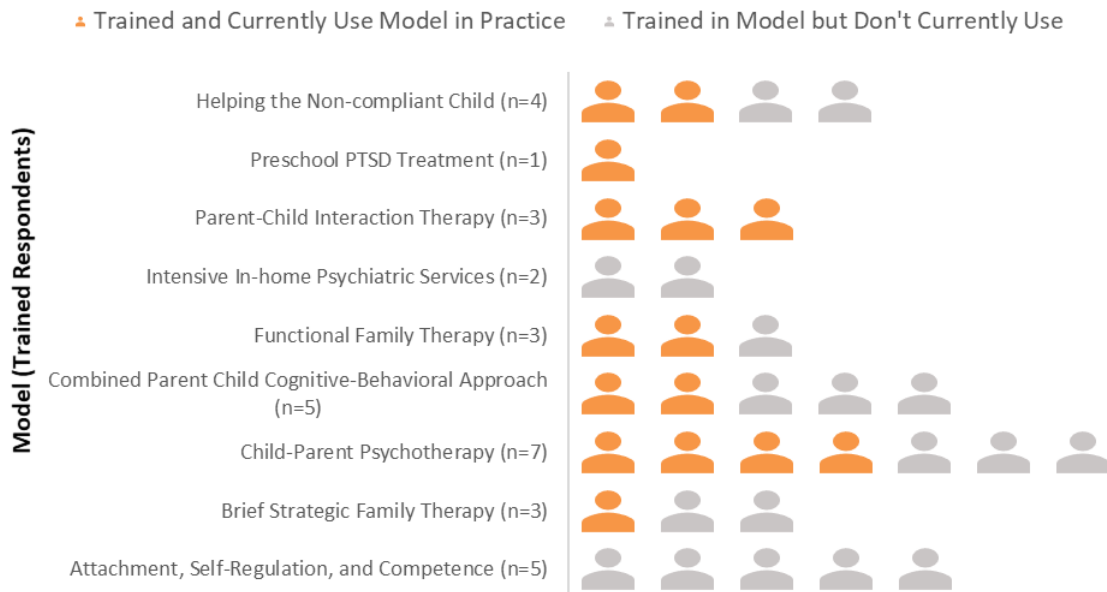 Trained and Currently Use Model in Practice
Trained in Model but Don't Currently Use
Model (Trained Respondents)
Helping the Non-compliant Child (n=4)
Preschool PTSD Treatment (n=1)
Parent-Child Interaction Therapy (n=3)
Intensive In-home Psychiatric Services (n=2)
Functional Family Therapy (n=3)
Combined Parent Child Cognitive-Behavioral Approach
(n=5)
Child-Parent Psychotherapy (n=7)
Brief Strategic Family Therapy (n=3)
Attachment, Self-Regulation, and Competence (n=5)